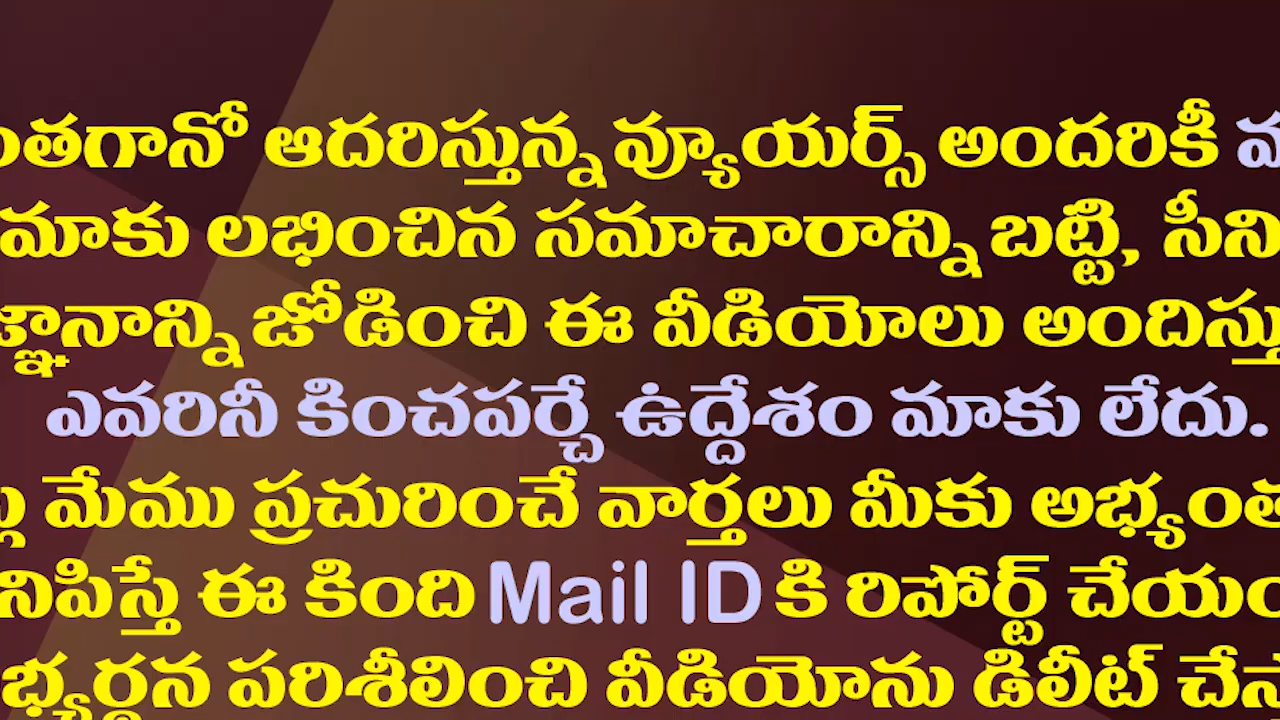 ంతగానో ఆదరిస్తున్న వ్యూయర్స్ అందరికీ
మాకు లభించిన సమాచారాన్ని బట్టి, సీని
జ్ఞానాన్ని జోడించి ఈ వీడియోలు అందిస్తు
ఎవరినీ కించపర్చే ఉద్దేశం మాకు లేదు.
మేము ప్రచురించే వార్తలు మీకు అభ్యంత
నిపిస్తే ఈ కింది Mail ID కి రిపోర్ట్ చేయం
భ్యర్థన పరిశీలించి వీడియోను డిలీట్ చేస